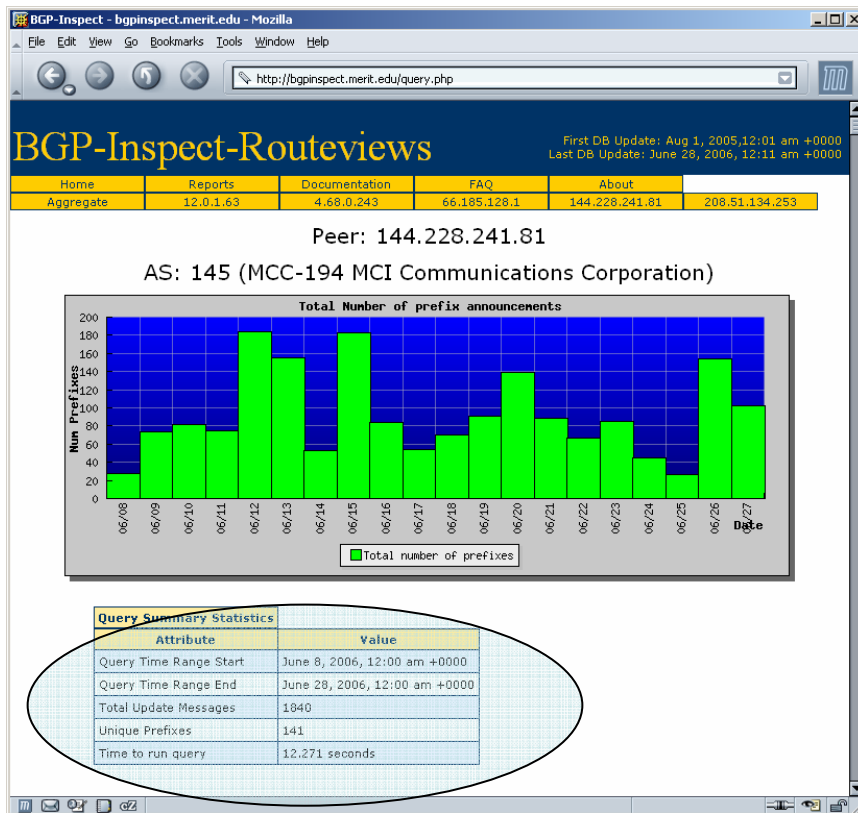 BGP-Inspect - bgpinspect.merit.edu - Mozilla
File Edit View Go Bookmarks Tools Window Help
http://bgpinspect.merit.edu/query.php
BGP-Inspect-Routeviews
First DB Update: Aug 1, 2005,12:01 am +0000
Last DB Update: June 28, 2006,12:11 am +0000
Home Reports Documentation FAQ About
Aggregate 12.0.1.63 4.68.0.243 66.185.128.1 144.228.241.81 208.51.134.253
Peer: 144.228.241.81
AS: 145 (MCC-194 MCI Communications Corporation)
Total Number of prefix announcements
Num Prefixes
200
180
160
140
120
100
80
60
40
20
0
06/08 06/09 06/10 06/11 06/12 06/13 06/14 06/15 06/16 06/17 06/18 06/19 06/20 06/21 06/22 06/23 06/24 06/25 06/26 06/27
Date
Total number of prefixes
Query Summary Statistics
Attribute Value
Query Time Range Start June 8, 2006, 12:00 am +0000
Query Time Range End June 28, 2006, 12:00 am +0000
Total Update Messages 1840
Unique Prefixes 141
Time to run query 12.271 seconds